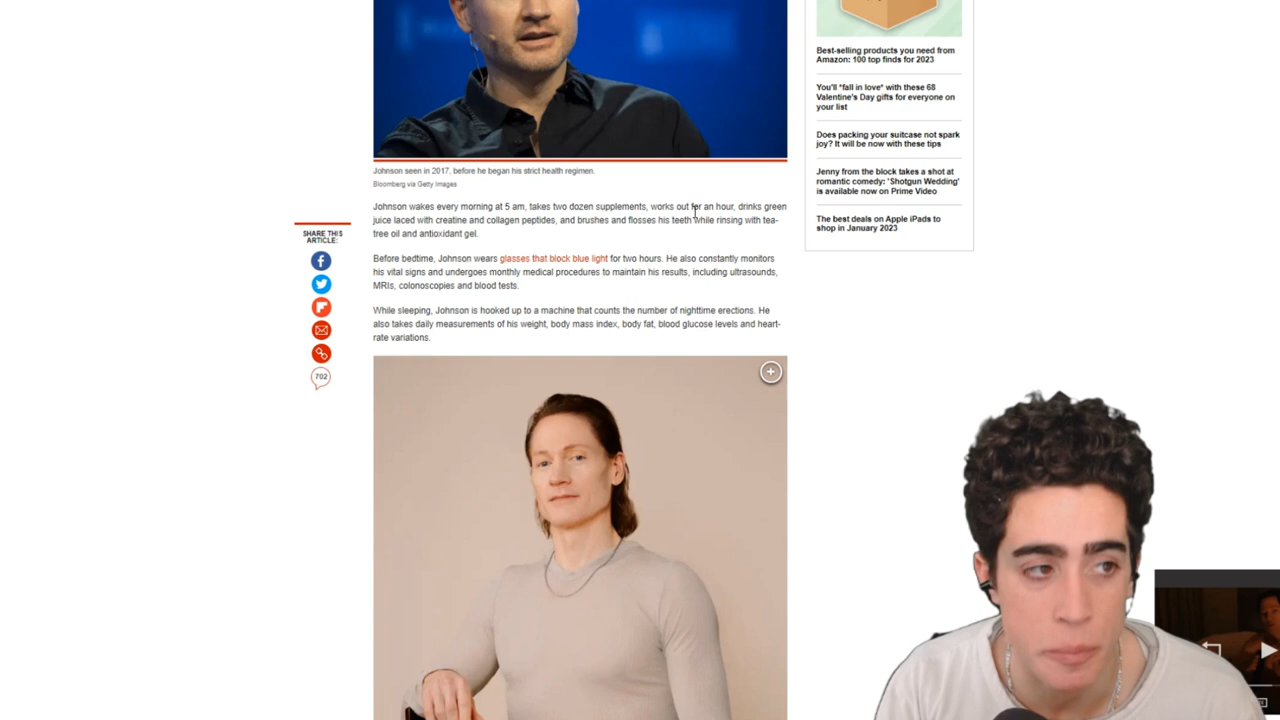 Johnson seen in 2017, before he began his strict health regimen.
Bloomberg via Getty Images
SHARE THIS
ARTICLE:
702
Johnson wakes every morning at 5 am, takes two dozen supplements, works out for an hour, drinks green
juice laced with creatine and collagen peptides, and brushes and flosses his teeth while rinsing with tea-
tree oil and antioxidant gel.
Before bedtime, Johnson wears glasses that block blue light for two hours. He also constantly monitors
his vital signs and undergoes monthly medical procedures to maintain his results, including ultrasounds,
MRIs, colonoscopies and blood tests.
While sleeping, Johnson is hooked up to a machine that counts the number of nighttime erections. He
also takes daily measurements of his weight, body mass index, body fat, blood glucose levels and heart-
rate variations.
Best-selling products you need from
Amazon: 100 top finds for 2023
You'll *fall in love* with these 68
Valentine's Day gifts for everyone on
your list
Does packing your suitcase not spark
joy? It will be now with these tips
Jenny from the block takes a shot at
romantic comedy: 'Shotgun Wedding'
is available now on Prime Video
The best deals on Apple iPads to
shop in January 2023